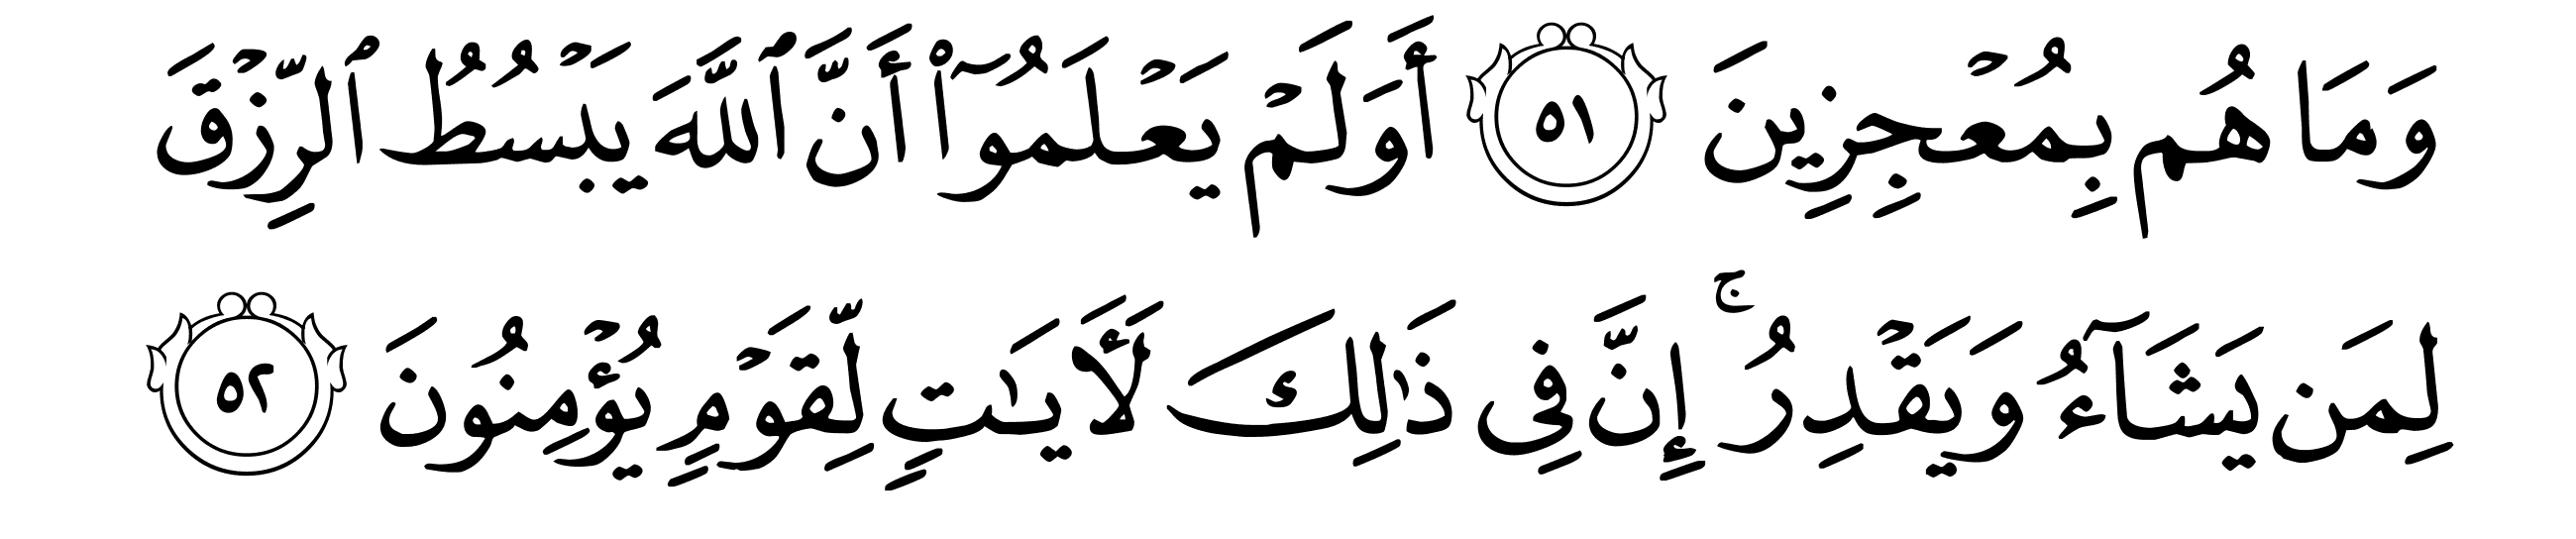 وَمَا هُم بِمُعۡجِزِينَ ٥١ أَوَلَمۡ يَعۡلَمُوٓاْ أَنَّ ٱللَّهَ يَبۡسُطُ ٱلرِّزۡقَ
لِمَن يَشَآءُ وَيَقۡدِرُۚ إِنَّ فِي ذَٰلِكَ لَأٓيَٰتٖ لِّقَوۡمٖ يُؤۡمِنُونَ ٥٢